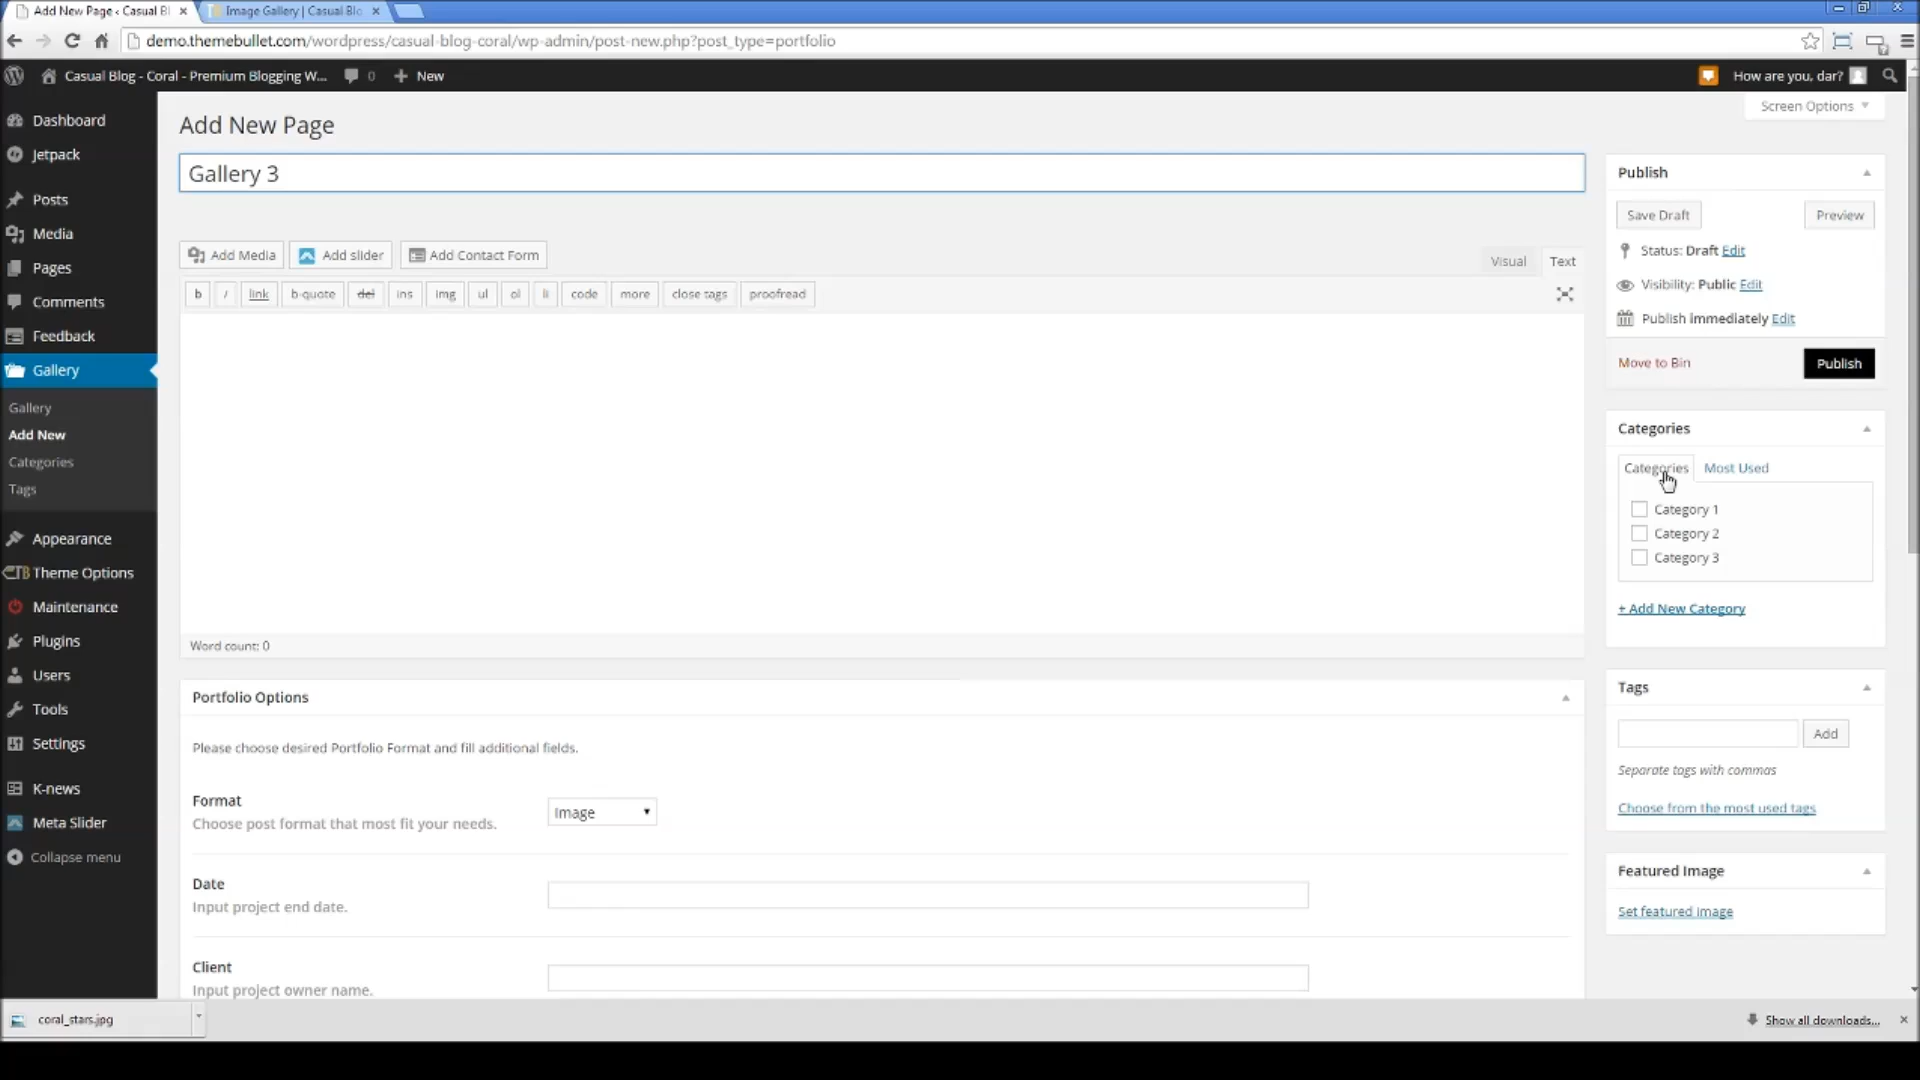 Add New Page ‹ Casual Bl
Image Gallery | Casual Blo
demo.themebullet.com/wordpress/casual-blog-coral/wp-admin/post-new.php?post_type=portfolio
Casual Blog - Coral - Premium Blogging W...
0
New
How are you, dar?
Screen Options
Dashboard
Jetpack
Posts
Media
Pages
Comments
Feedback
Gallery
Gallery
Add New
Categories
Tags
Appearance
Theme Options
Maintenance
Plugins
Users
Tools
Settings
K-news
Meta Slider
Collapse menu
Add New Page
Gallery 3
Add Media
Add slider
Add Contact Form
Visual
Text
b
i
link
b-quote
del
ins
img
ul
ol
li
code
more
close tags
proofread
Word count: 0
Portfolio Options
Please choose desired Portfolio Format and fill additional fields.
Format
Choose post format that most fit your needs.
Image
Date
Input project end date.
Client
Input project owner name.
Publish
Save Draft
Preview
Status: Draft Edit
Visibility: Public Edit
Publish immediately Edit
Move to Bin
Publish
Categories
Categories
Most Used
Category 1
Category 2
Category 3
+ Add New Category
Tags
Add
Separate tags with commas
Choose from the most used tags
Featured Image
Set featured image
coral_stars.jpg
Show all downloads...